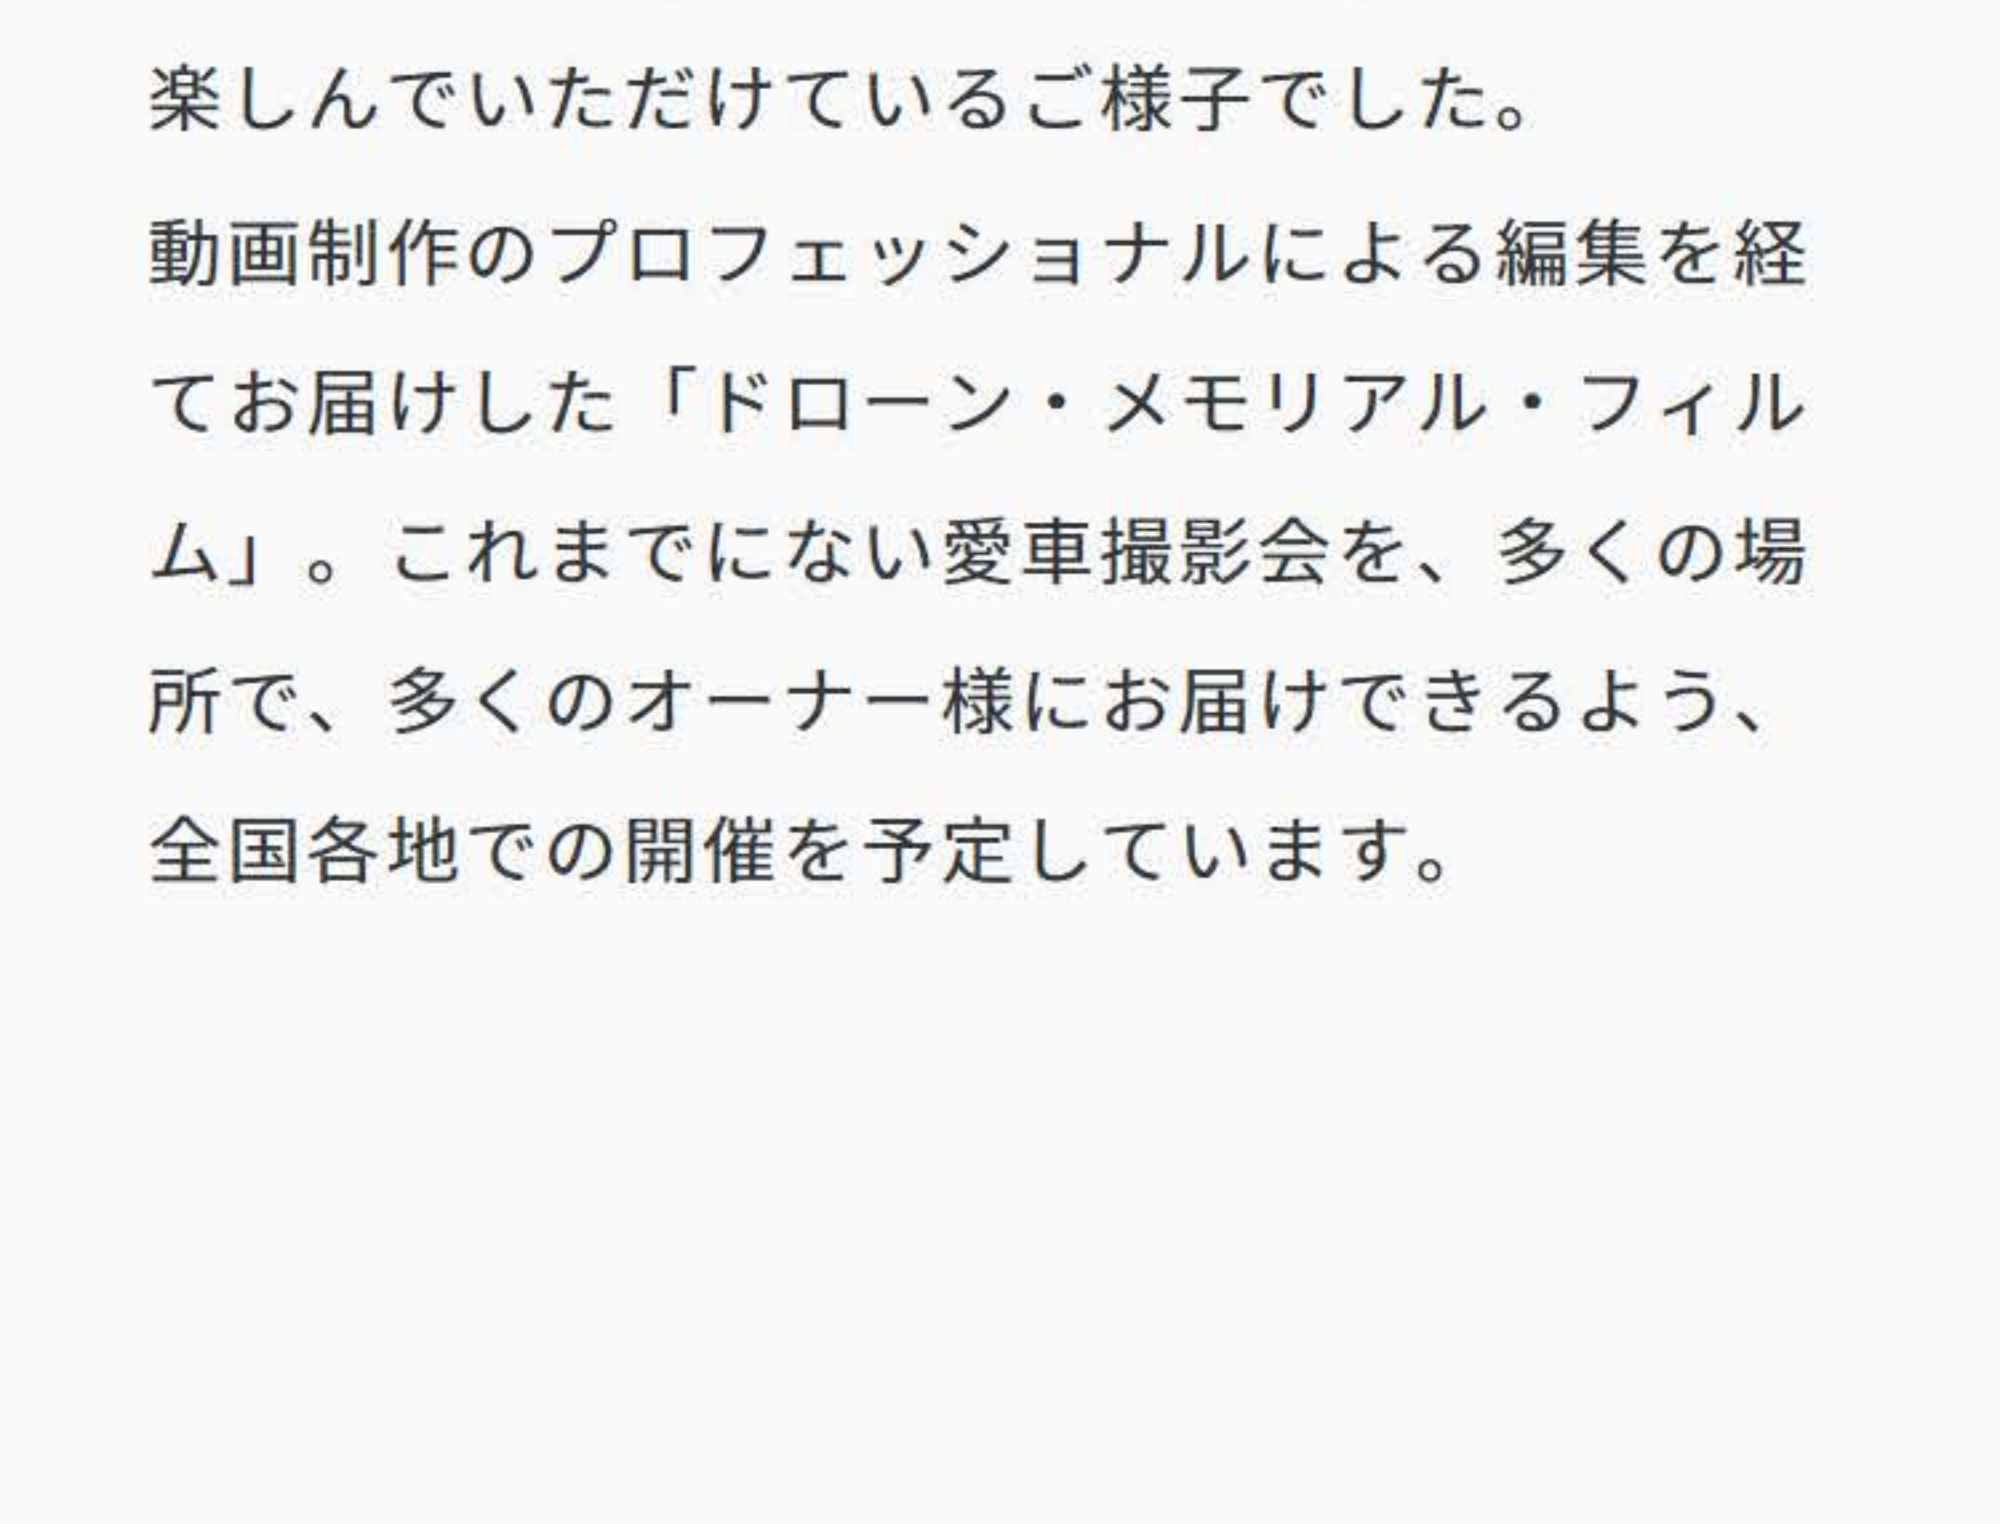 楽しんでいただけているご様子でした。
動画制作のプロフェッショナルによる編集を経
てお届けした「ドローン・メモリアル・フィル
ム」。これまでにない愛車撮影会を、多くの場
所で、多くのオーナー様にお届けできるよう、
全国各地での開催を予定しています。